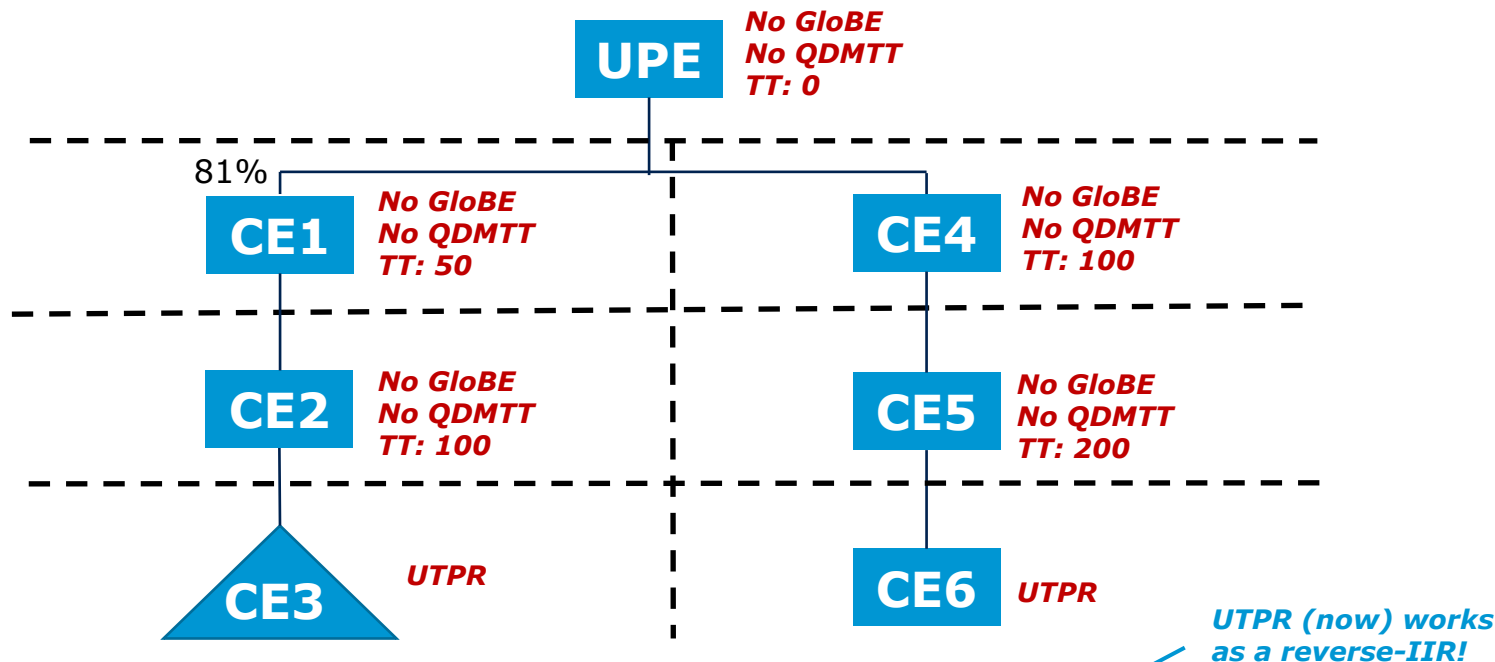 UPE
No GloBE
No QDMTT
TT: 0
81%
CE1
No GloBE
No QDMTT
TT: 50
CE4
No GloBE
No QDMTT
TT: 100
CE2
No GloBE
No QDMTT
TT: 100
CE5
No GloBE
No QDMTT
TT: 200
CE3
UTPR
CE6
UTPR
UTPR (now) works
as a reverse-IIR!